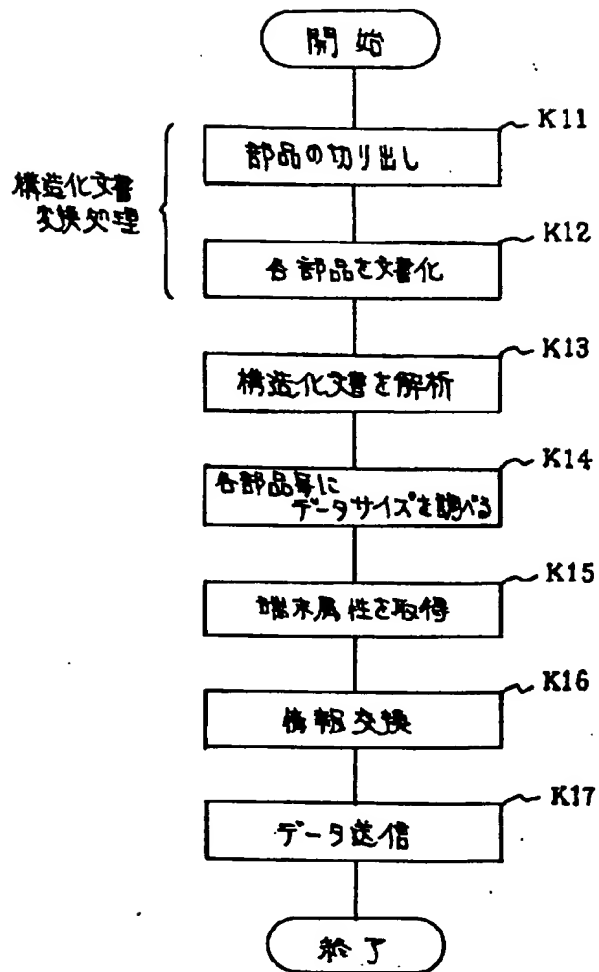 開始
K11
部品の切り出し
構造化文書
変換処理
K12
各部品を文書化
K13
構造化文書を解析
K14
各部品毎に
データサイズを調べる
K15
端末属性を取得
K16
情報交換
K17
データ送信
終了